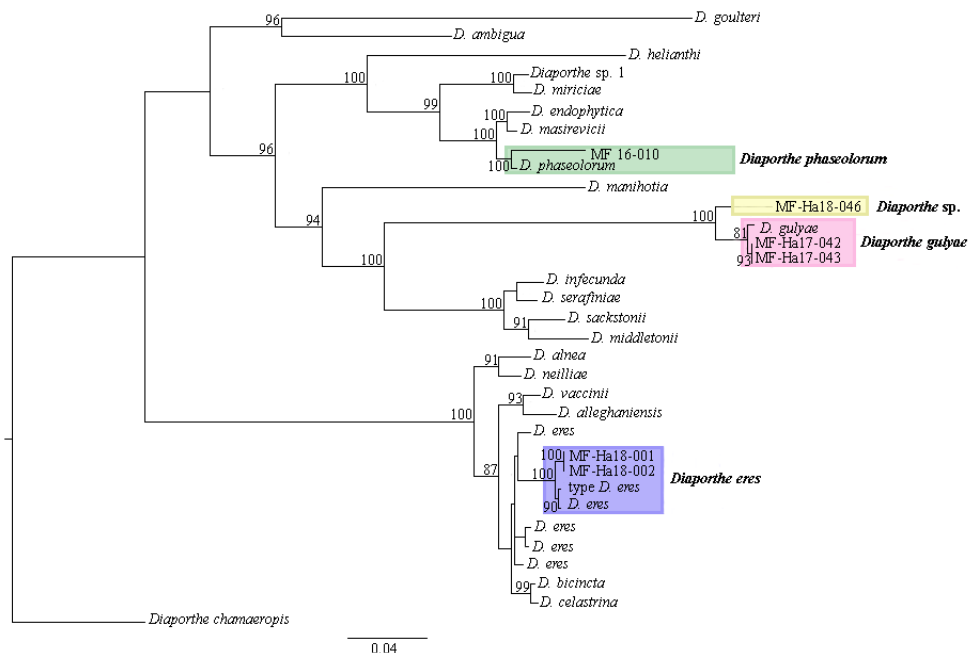 D. goulteri
96
D. ambigua
D. helianthi
100
Diaporthe sp. 1
100
D. miriciae
99
D. endophytica
100
D. masirevicii
100
MF 16-010
Diaporthe phaseolorum
100
D. phaseolorum
96
D. manihotia
94
MF-Ha18-046
Diaporthe sp.
100
D. gulyae
81
MF-Ha17-042
Diaporthe gulyae
93
MF-Ha17-043
100
D. infecunda
D. serafiniae
100
D. sackstonii
91
D. middletonii
D. alnea
91
D. neilliae
100
D. vaccinii
93
D. alleghaniensis
D. eres
100
MF-Ha18-001
87
100
MF-Ha18-002
Diaporthe eres
type D. eres
90
D. eres
D. eres
D. eres
D. eres
D. bicincta
99
D. celastrina
Diaporthe chamaeropis
0.04